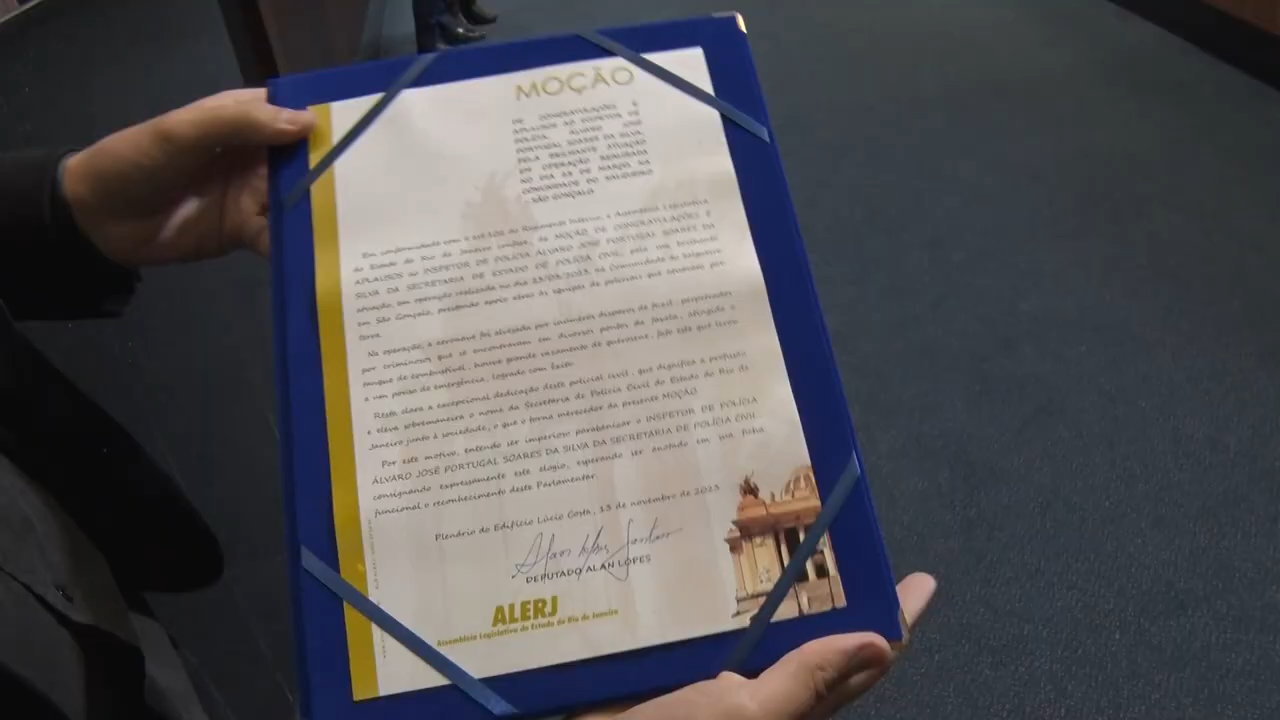 MOÇÃO
DE CONGRATULAÇÕES E
APLAUSOS AO INSPETOR DE
POLÍCIA, ÁLVARO JOSÉ
PORTUGAL SOARES DA SILVA,
PELA BRILHANTE ATUAÇÃO
EM OPERAÇÃO REALIZADA
NO DIA DE MARÇO NA
COMUNIDADE DO SALGUEIRO
- SÃO GONÇALO
Em conformidade com o art. do Regimento Interno, a Assembleia Legislativa
do Estado do Rio de Janeiro confere, de MOÇÃO DE CONGRATULAÇÕES E
APLAUSOS ao INSPETOR DE POLÍCIA ÁLVARO JOSÉ PORTUGAL SOARES DA
SILVA DA SECRETARIA DE ESTADO DE POLÍCIA CIVIL, pela sua brilhante
atuação, em operação realizada no dia na Comunidade do Salgueiro
em São Gonçalo, prestando apoio aéreo às equipes de policiais que atuavam por
terra.
Na operação, a aeronave foi alvejada por inúmeros disparos de fuzil, perpetrados
por criminosos que se encontravam em diversos pontos da favela, atingindo o
tanque de combustível, houve grande vazamento de querosene, fato este que levou
a um pouso de emergência, logrado com êxito.
Resta clara a excepcional dedicação deste policial civil, que dignifica a profissão
e eleva sobremaneira o nome da Secretaria de Polícia Civil do Estado do Rio de
Janeiro junto à sociedade, o que o torna merecedor da presente MOÇÃO.
Por este motivo, entendo ser imperioso parabenizar o INSPETOR DE POLÍCIA
ÁLVARO JOSÉ PORTUGAL SOARES DA SILVA DA SECRETARIA DE POLÍCIA CIVIL,
consignando expressamente este elogio, esperando ser anotado em sua ficha
funcional o reconhecimento deste Parlamentar.
Plenário do Edifício Lúcio Costa, 13 de novembro de 2023
DEPUTADO ALAN LOPES
ALERJ
Assembleia Legislativa do Estado do Rio de Janeiro